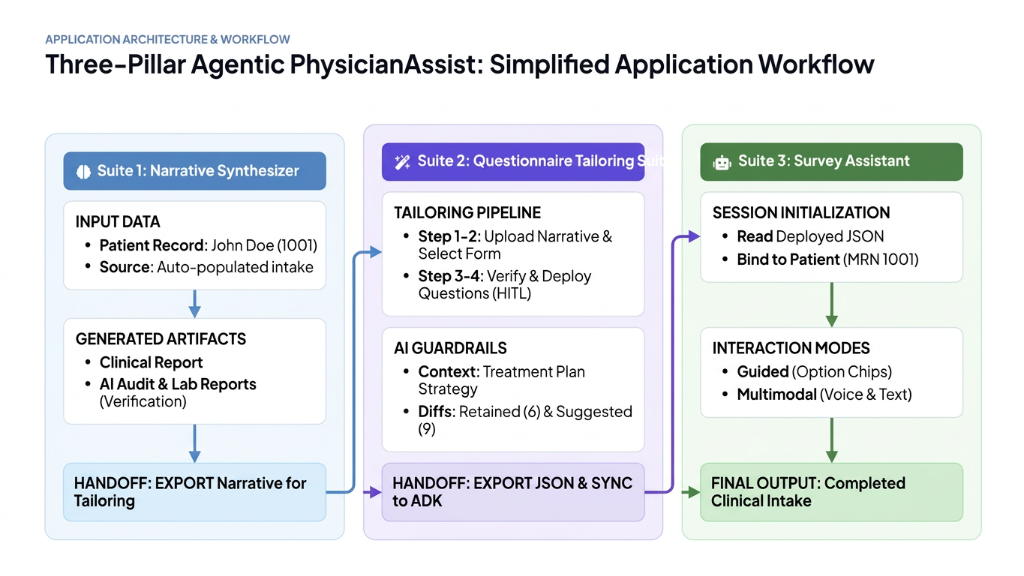 APPLICATION ARCHITECTURE & WORKFLOW
Three-Pillar Agentic PhysicianAssist: Simplified Application Workflow
Suite 1: Narrative Synthesizer
INPUT DATA
• Patient Record: John Doe (1001)
• Source: Auto-populated intake
GENERATED ARTIFACTS
• Clinical Report
• AI Audit & Lab Reports
(Verification)
HANDOFF: EXPORT Narrative for
Tailoring
Suite 2: Questionnaire Tailoring Suite
TAILORING PIPELINE
• Step 1-2: Upload Narrative &
Select Form
• Step 3-4: Verify & Deploy
Questions (HITL)
AI GUARDRAILS
• Context: Treatment Plan
Strategy
• Diffs: Retained (6) & Suggested
(9)
HANDOFF: EXPORT JSON & SYNC
to ADK
Suite 3: Survey Assistant
SESSION INITIALIZATION
• Read Deployed JSON
• Bind to Patient (MRN 1001)
INTERACTION MODES
• Guided (Option Chips)
• Multimodal (Voice & Text)
FINAL OUTPUT: Completed
Clinical Intake